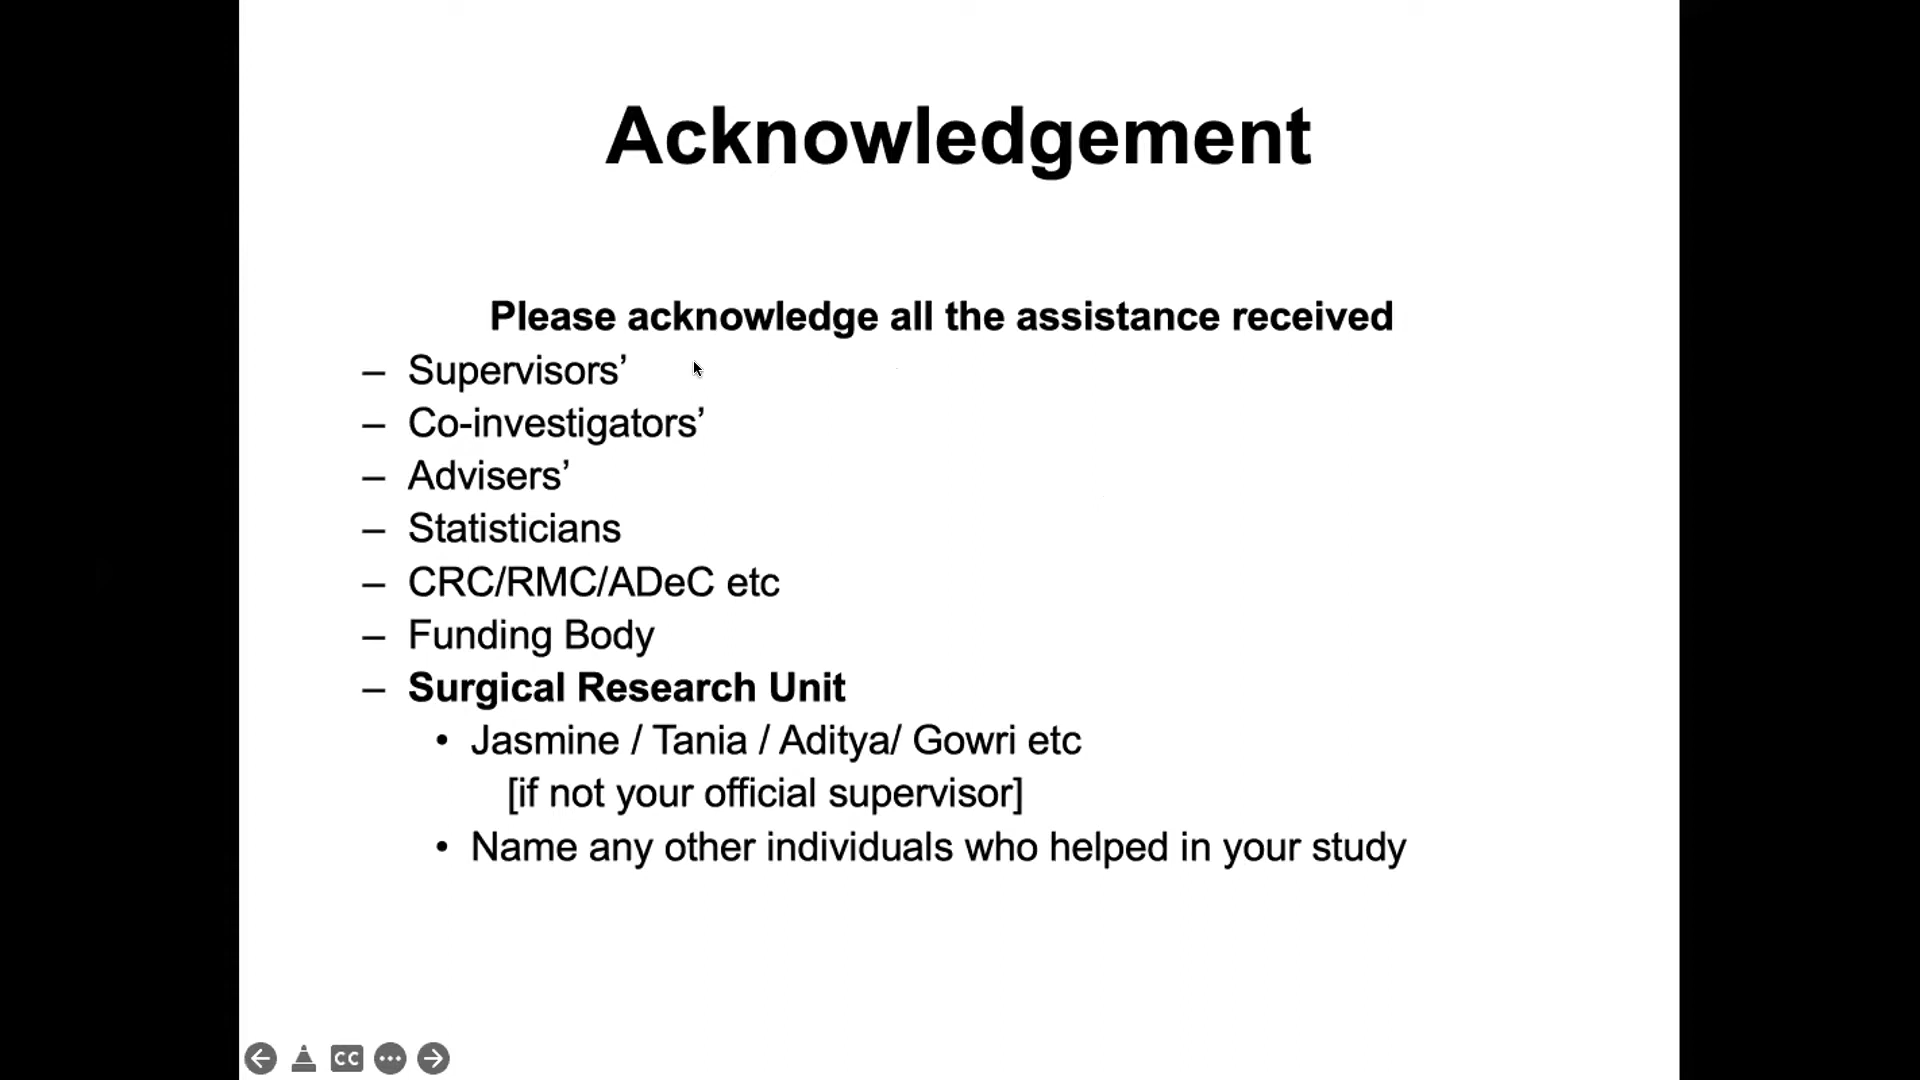 Acknowledgement
Please acknowledge all the assistance received
– Supervisors’
– Co-investigators’
– Advisers’
– Statisticians
– CRC/RMC/ADeC etc
– Funding Body
– Surgical Research Unit
• Jasmine / Tania / Aditya/ Gowri etc
[if not your official supervisor]
• Name any other individuals who helped in your study
CC